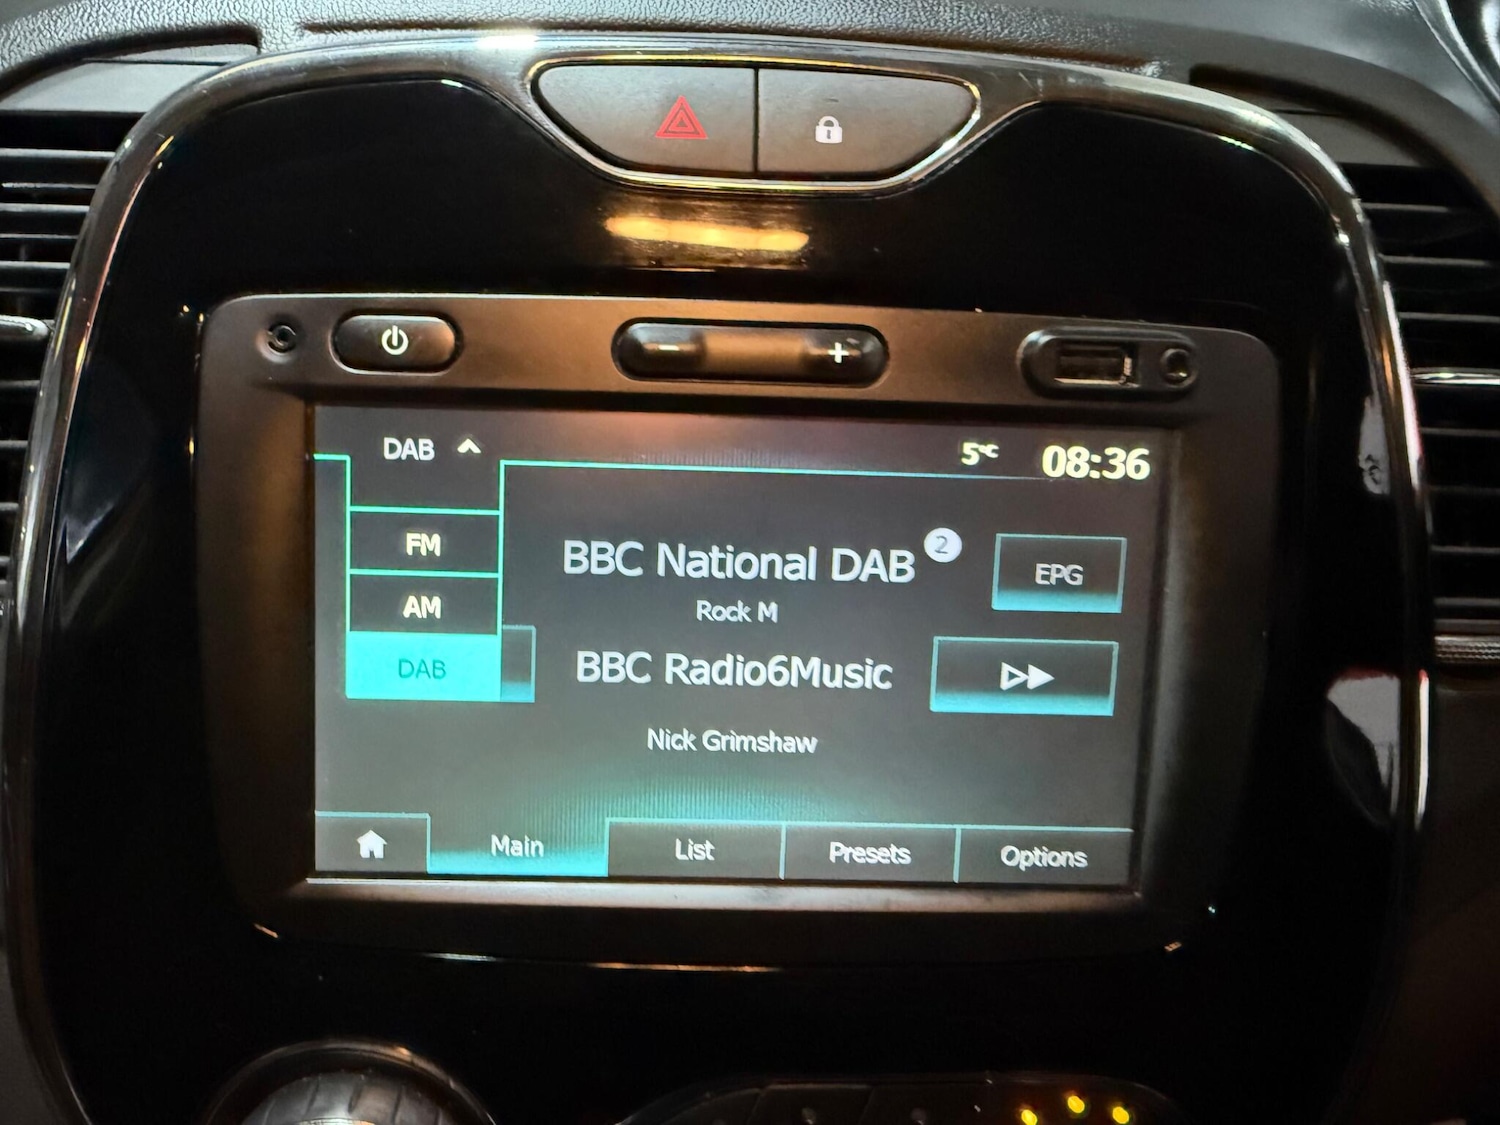 DAB
5°C 08:36
FM
AM
DAB
BBC National DAB 2
Rock M
BBC Radio6Music
Nick Grimshaw
EPG
Main
List
Presets
Options